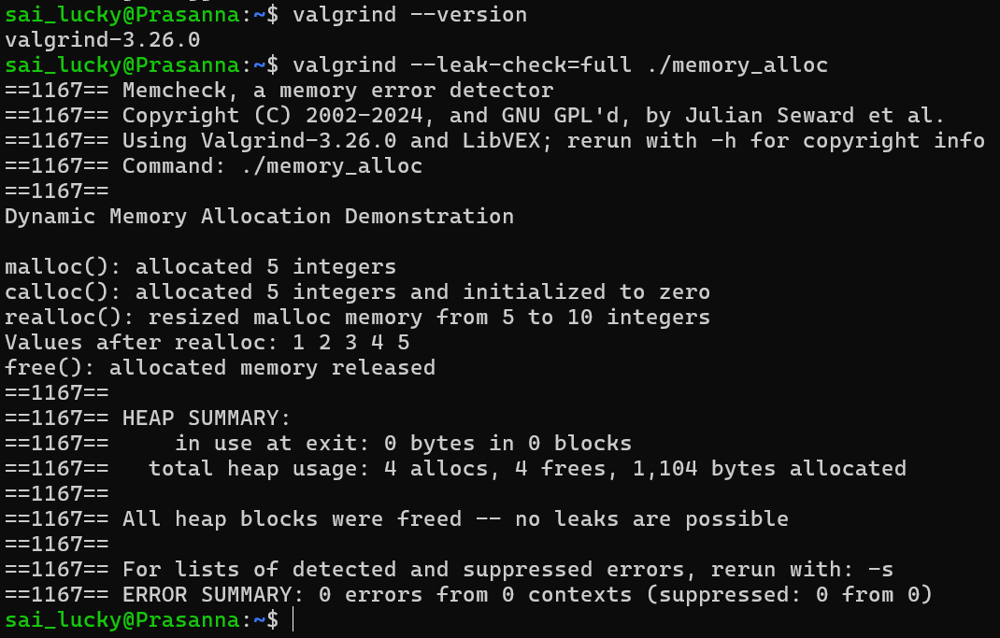 sai_lucky@Prasanna:~$ valgrind --version
valgrind-3.26.0
sai_lucky@Prasanna:~$ valgrind --leak-check=full ./memory_alloc
==1167== Memcheck, a memory error detector
==1167== Copyright (C) 2002-2024, and GNU GPL'd, by Julian Seward et al.
==1167== Using Valgrind-3.26.0 and LibVEX; rerun with -h for copyright info
==1167== Command: ./memory_alloc
==1167==
Dynamic Memory Allocation Demonstration

malloc(): allocated 5 integers
calloc(): allocated 5 integers and initialized to zero
realloc(): resized malloc memory from 5 to 10 integers
Values after realloc: 1 2 3 4 5
free(): allocated memory released
==1167==
==1167== HEAP SUMMARY:
==1167==     in use at exit: 0 bytes in 0 blocks
==1167==   total heap usage: 4 allocs, 4 frees, 1,104 bytes allocated
==1167==
==1167== All heap blocks were freed -- no leaks are possible
==1167==
==1167== For lists of detected and suppressed errors, rerun with: -s
==1167== ERROR SUMMARY: 0 errors from 0 contexts (suppressed: 0 from 0)
sai_lucky@Prasanna:~$